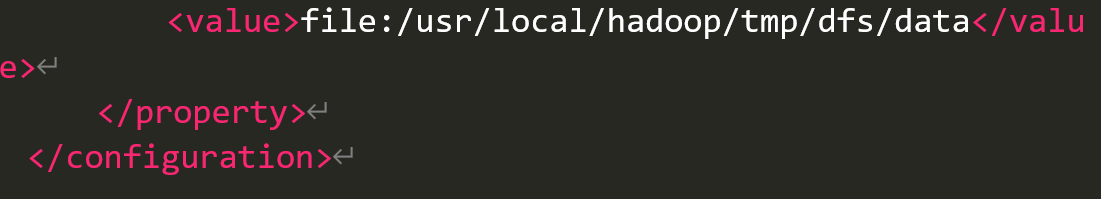 <value>file:/usr/local/hadoop/tmp/dfs/data</valu
e>↵
</property>↵
</configuration>↵